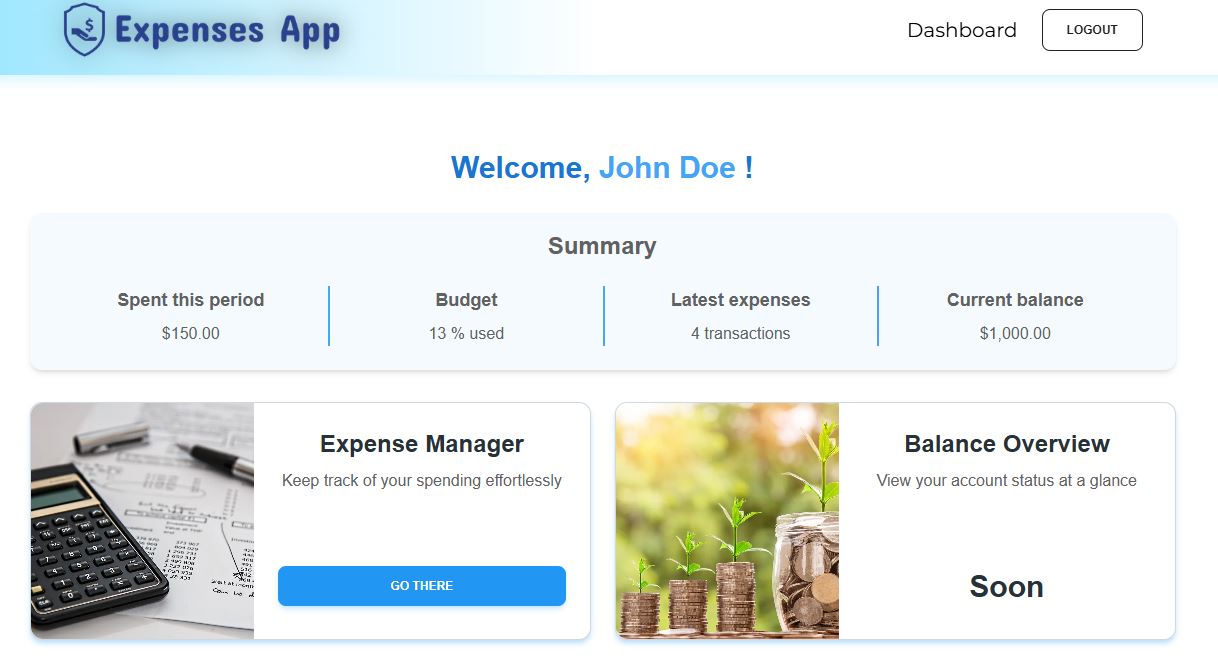 Expenses App
Dashboard
LOGOUT
Welcome, John Doe !
Summary
Spent this period
Budget
Latest expenses
Current balance
$150.00
13 % used
4 transactions
$1,000.00
Expense Manager
Keep track of your spending effortlessly
GO THERE
Balance Overview
View your account status at a glance
Soon